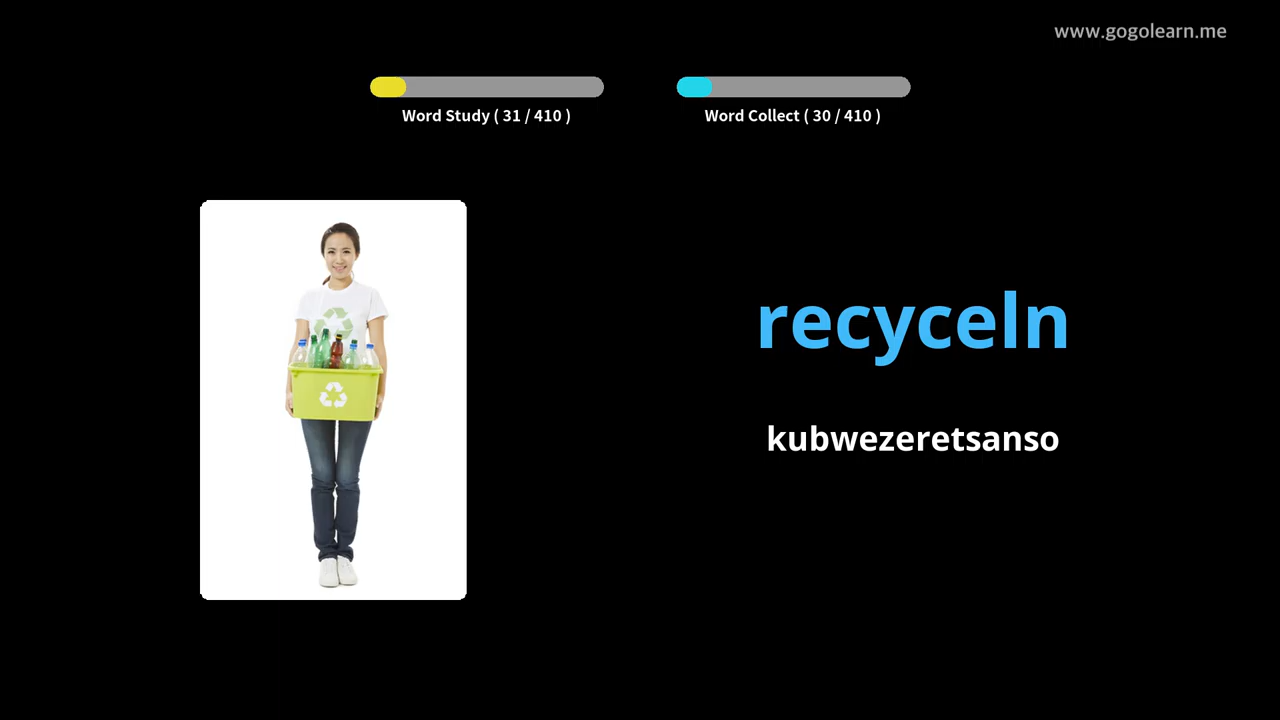 www.gogolearn.me
Word Study ( 31 / 410 )
Word Collect ( 30 / 410 )
recyceln
kubwezeretsanso